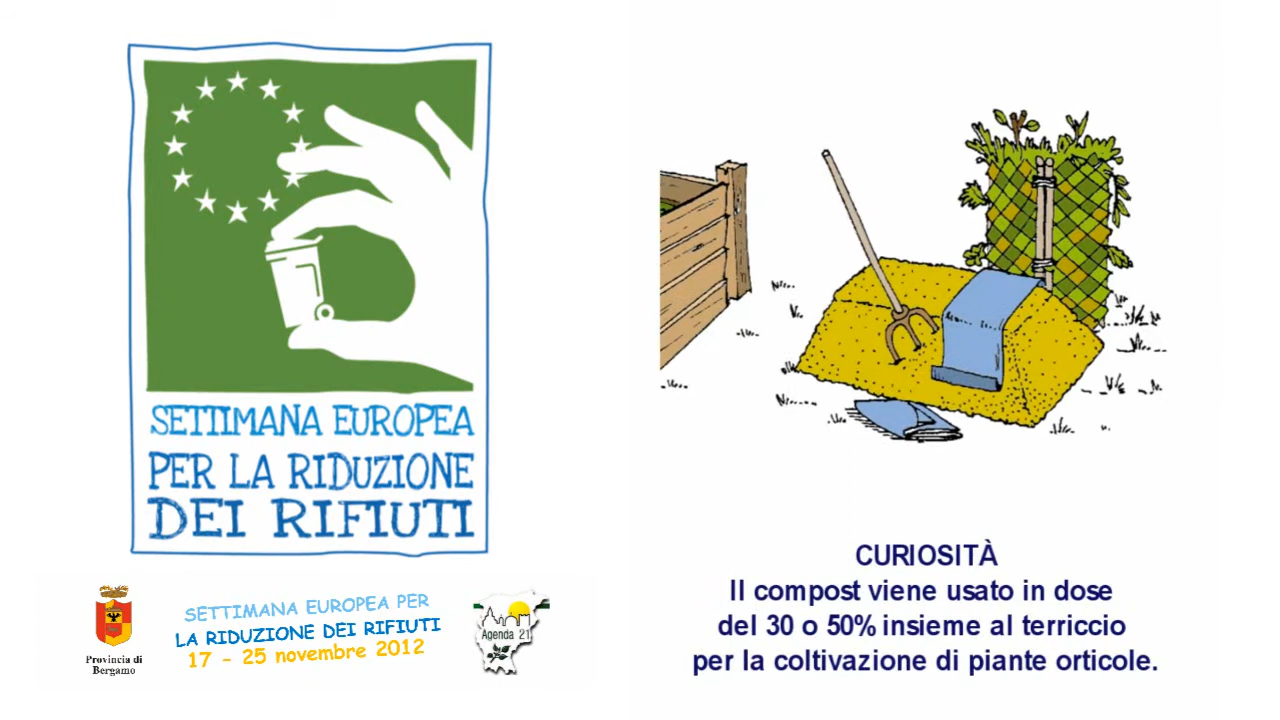 SETTIMANA EUROPEA
PER LA RIDUZIONE
DEI RIFIUTI
Provincia di
Bergamo
SETTIMANA EUROPEA PER
LA RIDUZIONE DEI RIFIUTI
17 - 25 novembre 2012
Agenda 21
CURIOSITÀ
Il compost viene usato in dose
del 30 o 50% insieme al terriccio
per la coltivazione di piante orticole.